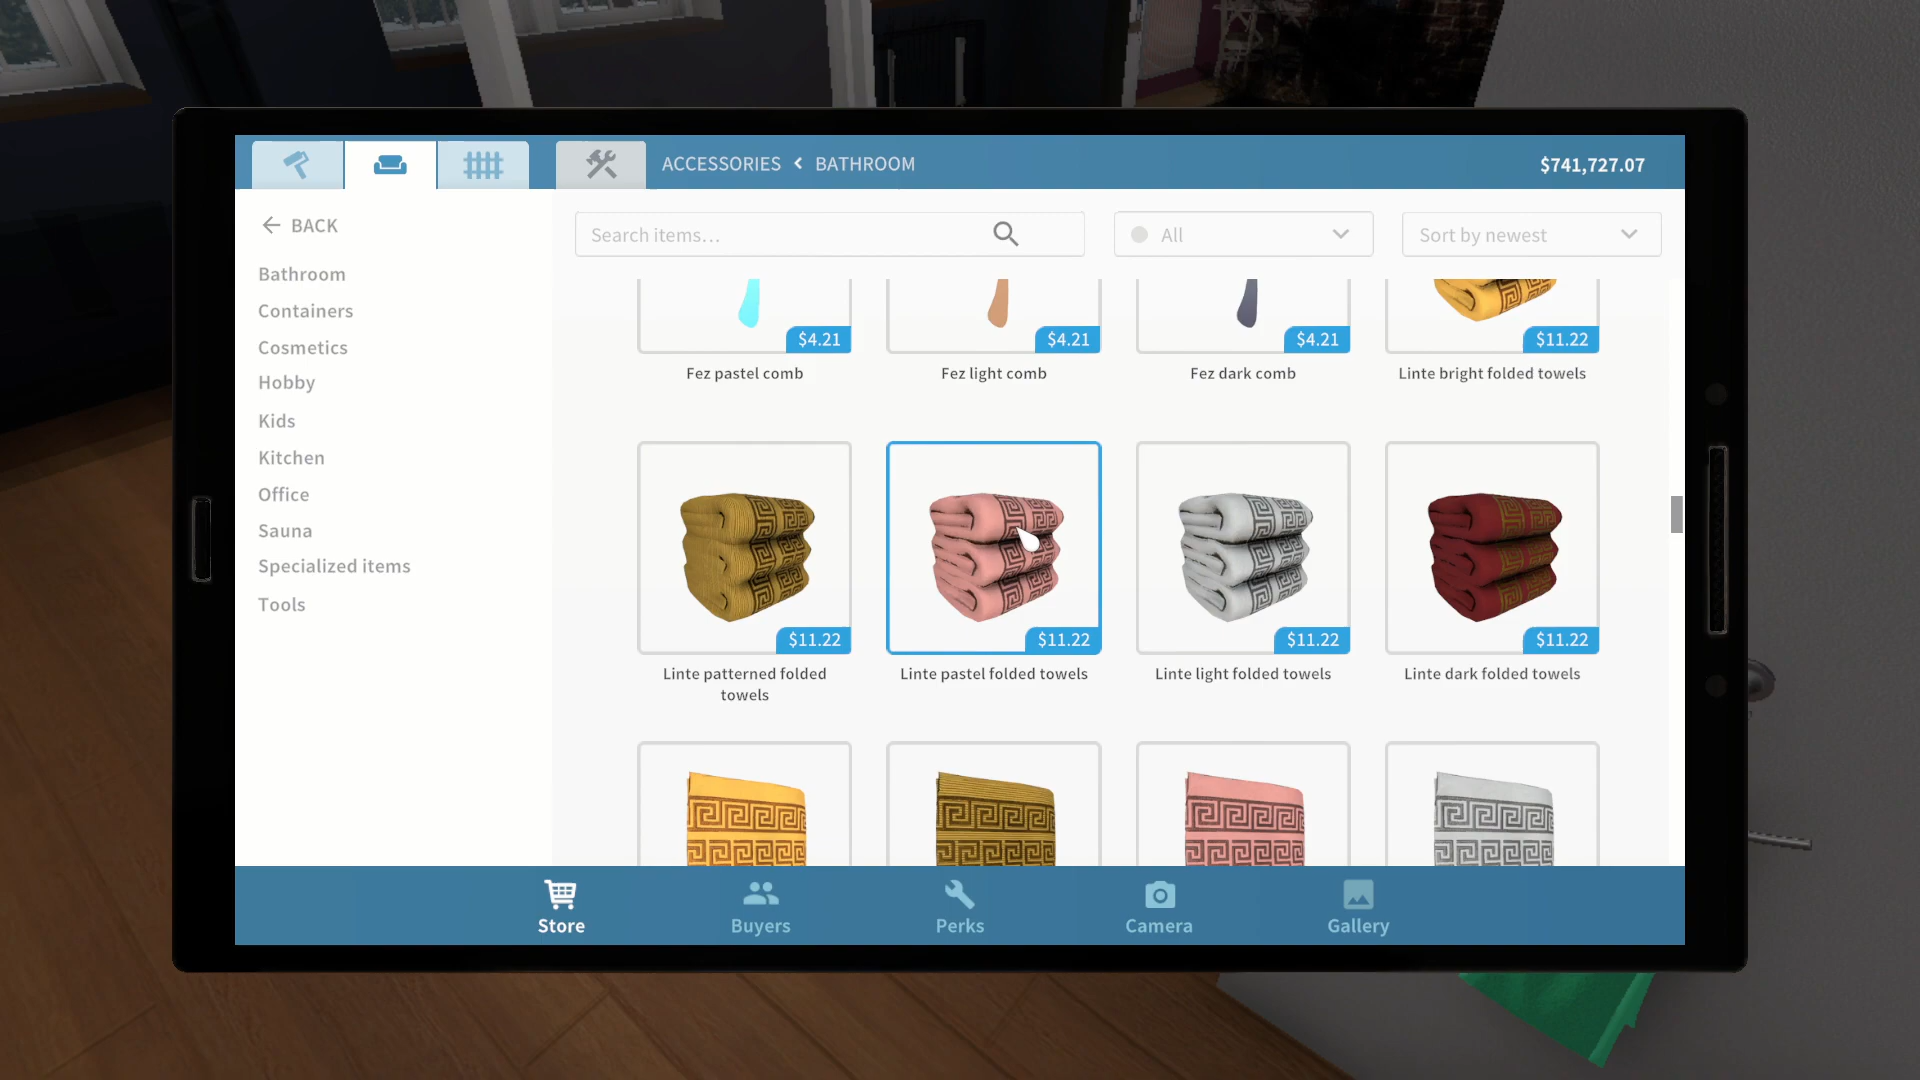 ACCESSORIES < BATHROOM
$741,727.07
BACK
Search items...
All
Sort by newest
Bathroom
Containers
Cosmetics
Hobby
Kids
Kitchen
Office
Sauna
Specialized items
Tools
$4.21
$4.21
$4.21
$11.22
Fez pastel comb
Fez light comb
Fez dark comb
Linte bright folded towels
$11.22
$11.22
$11.22
$11.22
Linte patterned folded
towels
Linte pastel folded towels
Linte light folded towels
Linte dark folded towels
Store
Buyers
Perks
Camera
Gallery